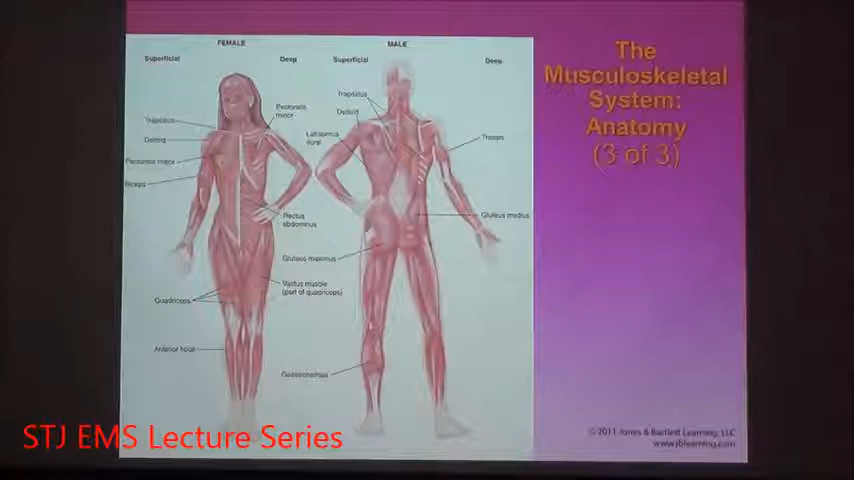 FEMALE
MALE
Superficial
Deep
Superficial
Deep
The
Musculoskeletal
System:
Anatomy
(3 of 3)
Trapezius
Deltoid
Pectoralis major
Biceps
Quadriceps
Anterior tibial
Pectoralis
minor
Rectus
abdominus
Vastus muscle
(part of quadriceps)
Trapezius
Deltoid
Latissimus
dorsi
Gluteus maximus
Gastrocnemius
Triceps
Gluteus medius
© 2011 Jones & Bartlett Learning, LLC
www.jblearning.com
STJ EMS Lecture Series